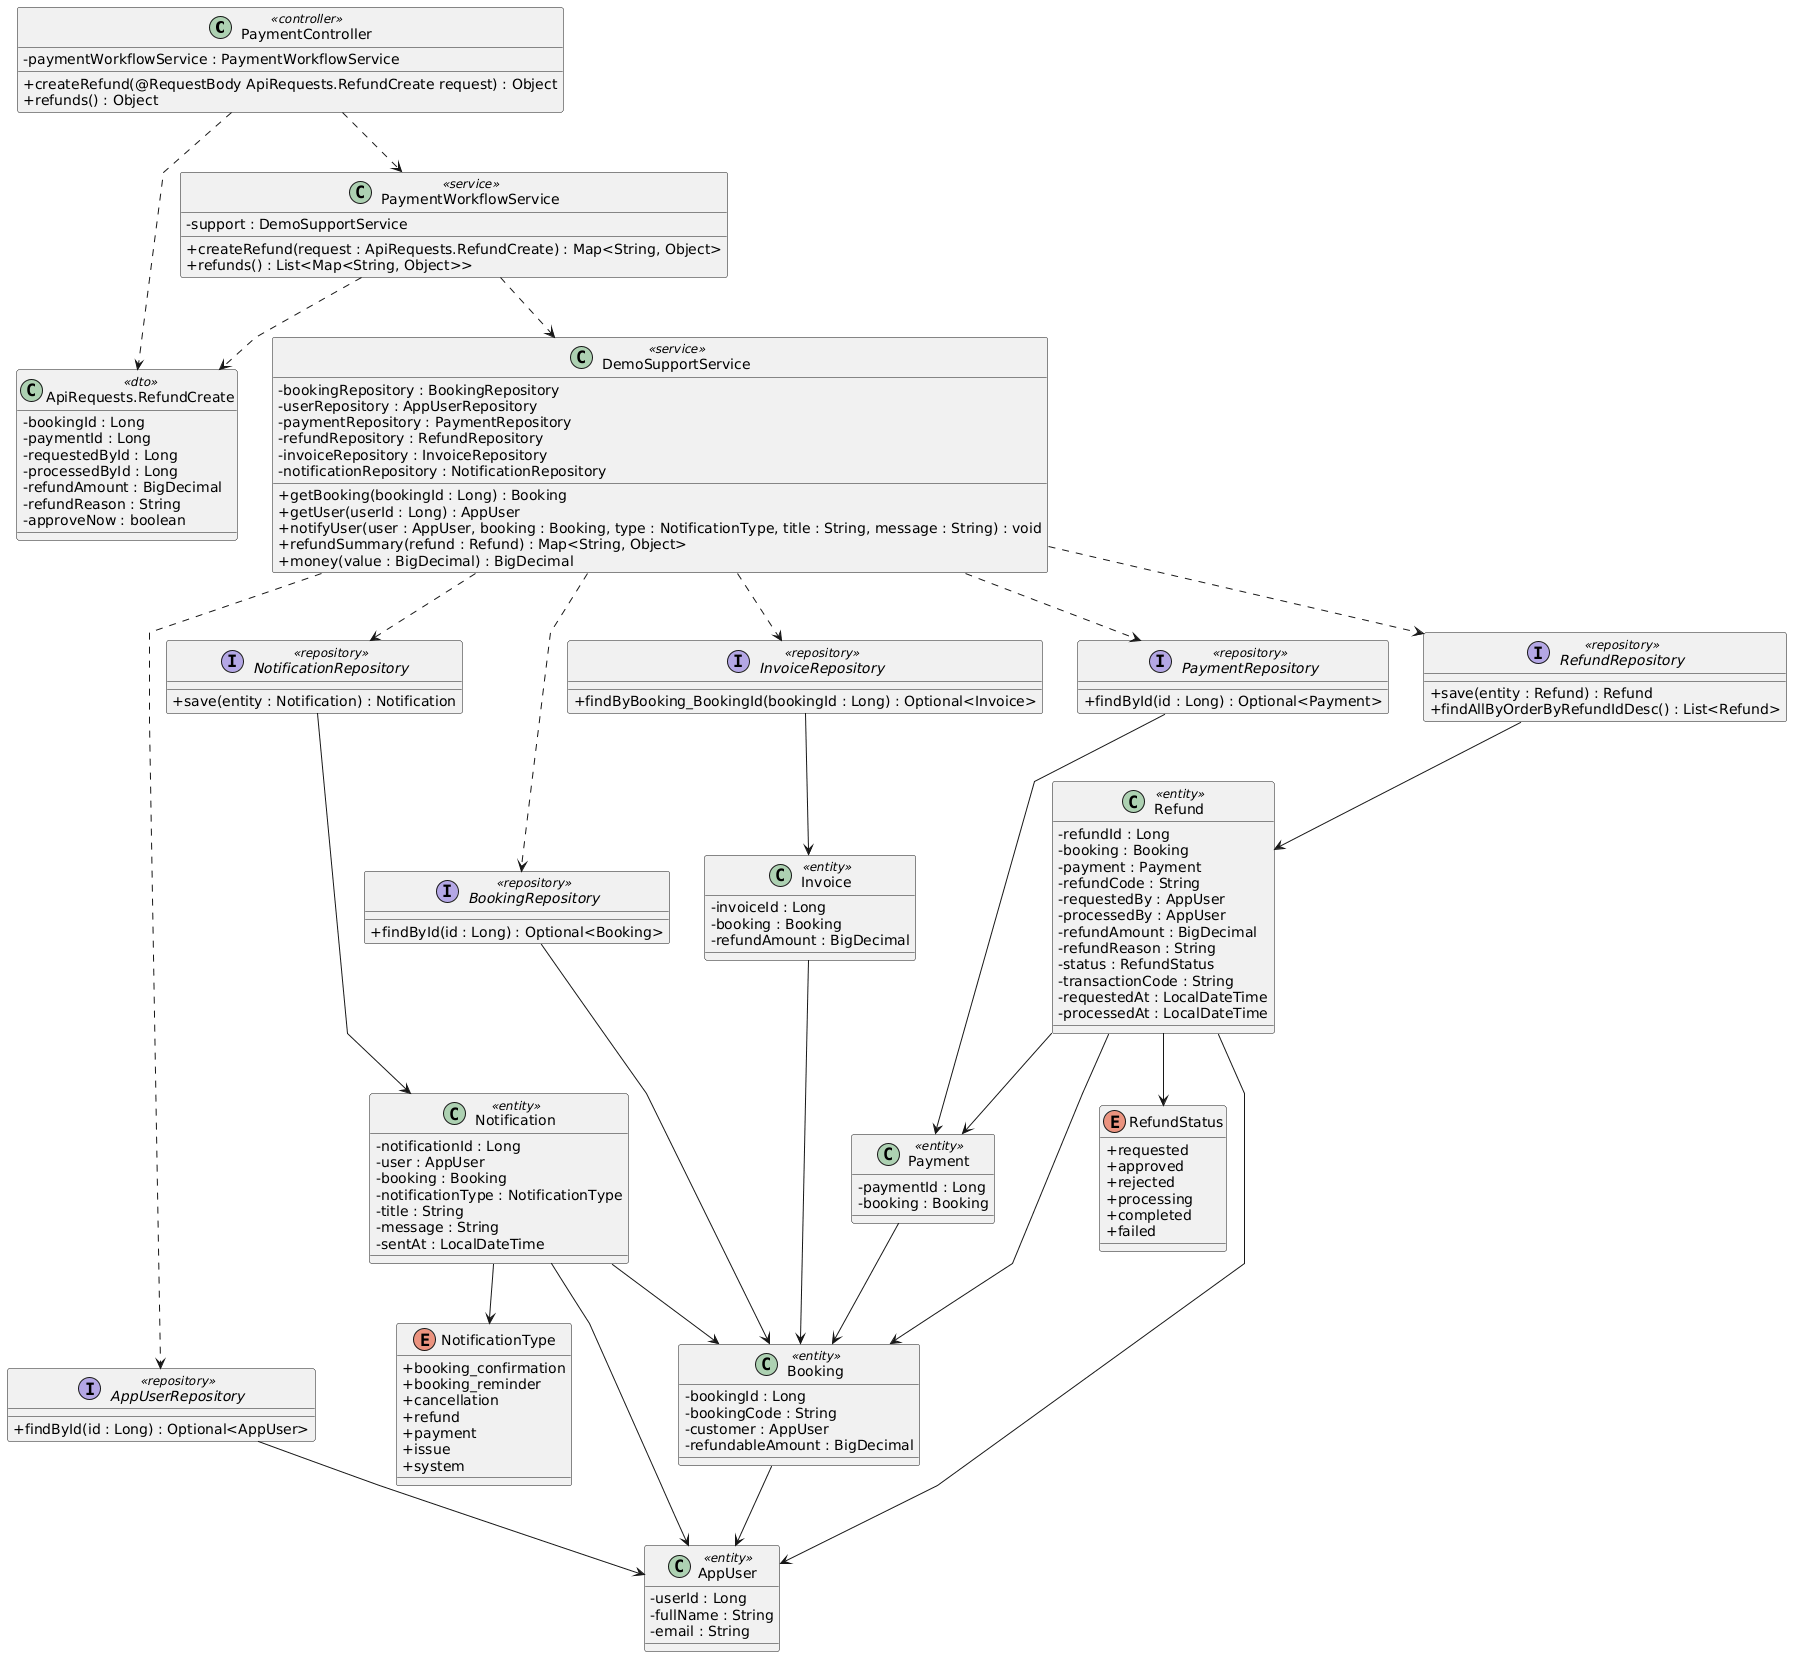 «controller»
C PaymentController
-paymentWorkflowService : PaymentWorkflowService
+createRefund(@RequestBody ApiRequests.RefundCreate request) : Object
+refunds() : Object
«service»
C PaymentWorkflowService
-support : DemoSupportService
+createRefund(request : ApiRequests.RefundCreate) : Map<String, Object>
+refunds() : List<Map<String, Object>>
«dto»
C ApiRequests.RefundCreate
-bookingId : Long
-paymentId : Long
-requestedById : Long
-processedById : Long
-refundAmount : BigDecimal
-refundReason : String
-approveNow : boolean
«service»
C DemoSupportService
-bookingRepository : BookingRepository
-userRepository : AppUserRepository
-paymentRepository : PaymentRepository
-refundRepository : RefundRepository
-invoiceRepository : InvoiceRepository
-notificationRepository : NotificationRepository
+getBooking(bookingId : Long) : Booking
+getUser(userId : Long) : AppUser
+notifyUser(user : AppUser, booking : Booking, type : NotificationType, title : String, message : String) : void
+refundSummary(refund : Refund) : Map<String, Object>
+money(value : BigDecimal) : BigDecimal
«repository»
I NotificationRepository
+save(entity : Notification) : Notification
«repository»
I InvoiceRepository
+findByBooking_BookingId(bookingId : Long) : Optional<Invoice>
«repository»
I PaymentRepository
+findById(id : Long) : Optional<Payment>
«repository»
I RefundRepository
+save(entity : Refund) : Refund
+findAllByOrderByRefundIdDesc() : List<Refund>
«entity»
C Refund
-refundId : Long
-booking : Booking
-payment : Payment
-refundCode : String
-requestedBy : AppUser
-processedBy : AppUser
-refundAmount : BigDecimal
-refundReason : String
-status : RefundStatus
-transactionCode : String
-requestedAt : LocalDateTime
-processedAt : LocalDateTime
«repository»
I BookingRepository
+findById(id : Long) : Optional<Booking>
«entity»
C Invoice
-invoiceId : Long
-booking : Booking
-refundAmount : BigDecimal
«entity»
C Notification
-notificationId : Long
-user : AppUser
-booking : Booking
-notificationType : NotificationType
-title : String
-message : String
-sentAt : LocalDateTime
«entity»
C Payment
-paymentId : Long
-booking : Booking
E RefundStatus
+requested
+approved
+rejected
+processing
+completed
+failed
«repository»
I AppUserRepository
+findById(id : Long) : Optional<AppUser>
E NotificationType
+booking_confirmation
+booking_reminder
+cancellation
+refund
+payment
+issue
+system
«entity»
C Booking
-bookingId : Long
-bookingCode : String
-customer : AppUser
-refundableAmount : BigDecimal
«entity»
C AppUser
-userId : Long
-fullName : String
-email : String